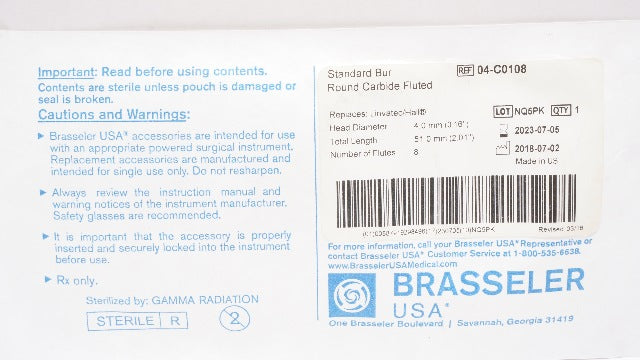 Important: Read before using contents.
Contents are sterile unless pouch is damaged or
seal is broken.
Cautions and Warnings:
▶ Brasseler USA® accessories are intended for use
with an appropriate powered surgical instrument.
Replacement accessories are manufactured and
intended for single use only. Do not resharpen.
▶ Always review the instruction manual and
warning notices of the instrument manufacturer.
Safety glasses are recommended.
▶ It is important that the accessory is properly
inserted and securely locked into the instrument
before use.
▶ Rx only.
Sterilized by: GAMMA RADIATION
STERILE R
2
Standard Bur
Round Carbide Fluted
REF 04-C0108
Replaces: Linvatec/Hall®
Head Diameter 4.0 mm (0.16")
Total Length 51.0 mm (2.01")
Number of Flutes 8
LOT NQ5PK QTY 1
2023-07-05
2018-07-02
Made in US
Revised 03/18
For more information, call your Brasseler USA® Representative or
contact Brasseler USA® Customer Service at 1-800-535-6638.
www.BrasselerUSAMedical.com
BRASSELER
USA®
One Brasseler Boulevard | Savannah, Georgia 31419